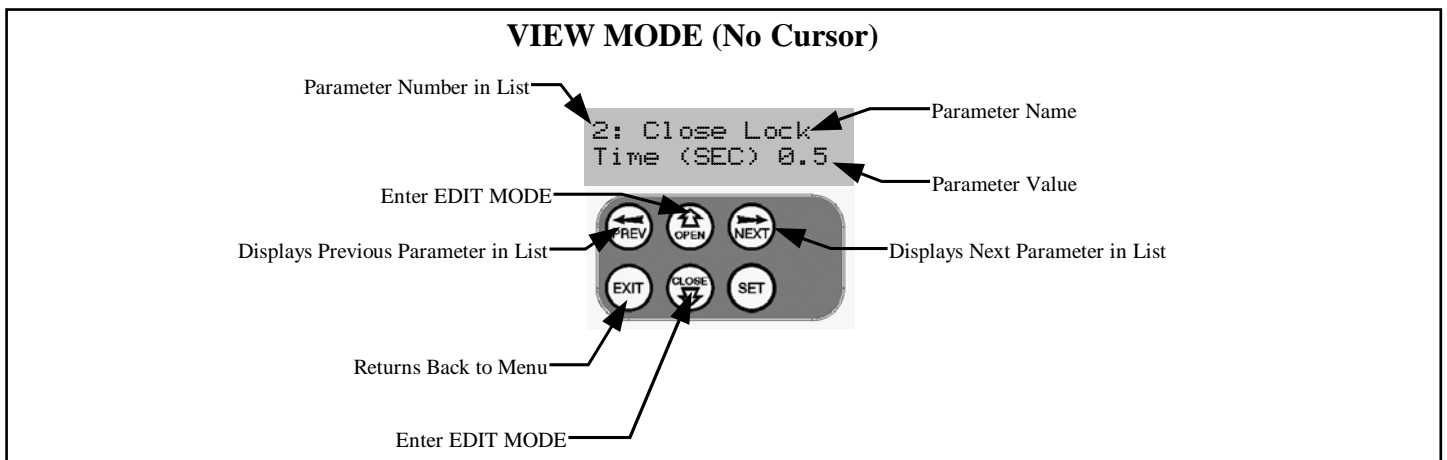 VIEW MODE (No Cursor)
Parameter Number in List
Parameter Name
2: Close Lock
Time (SEC) 0.5
Parameter Value
Enter EDIT MODE
PREV
OPEN
NEXT
Displays Previous Parameter in List
Displays Next Parameter in List
EXIT
CLOSE
SET
Returns Back to Menu
Enter EDIT MODE